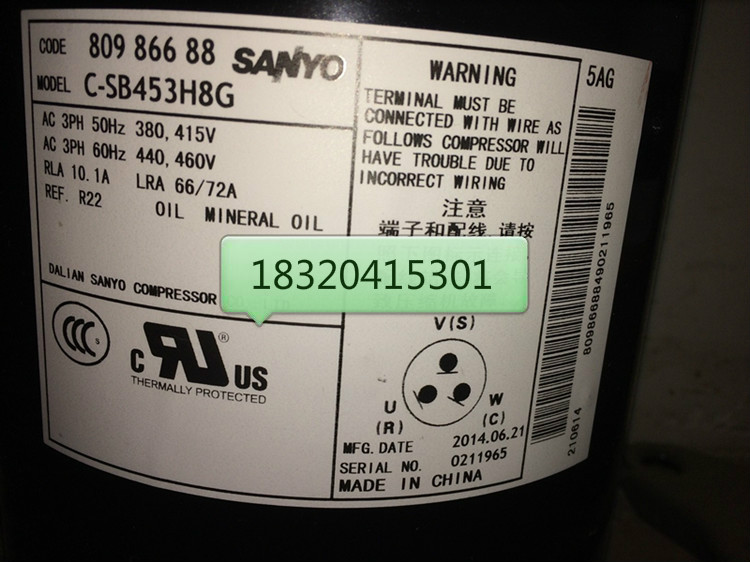 CODE 809 866 88 SANYO
MODEL C-SB453H8G
AC 3PH 50Hz 380, 415V
AC 3PH 60Hz 440, 460V
RLA 10.1A LRA 66/72A
REF. R22
OIL MINERAL OIL
DALIAN SANYO COMPRESSOR
CCC S
C RU ® US
THERMALLY PROTECTED
WARNING
TERMINAL MUST BE
CONNECTED WITH WIRE AS
FOLLOWS COMPRESSOR WILL
HAVE TROUBLE DUE TO
INCORRECT WIRING
注意
端子和配线,请按
18320415301
V(S)
U
(R)
W
(C)
MFG. DATE 2014.06.21
SERIAL NO. 0211965
MADE IN CHINA
5AG
80986688490211965
210614